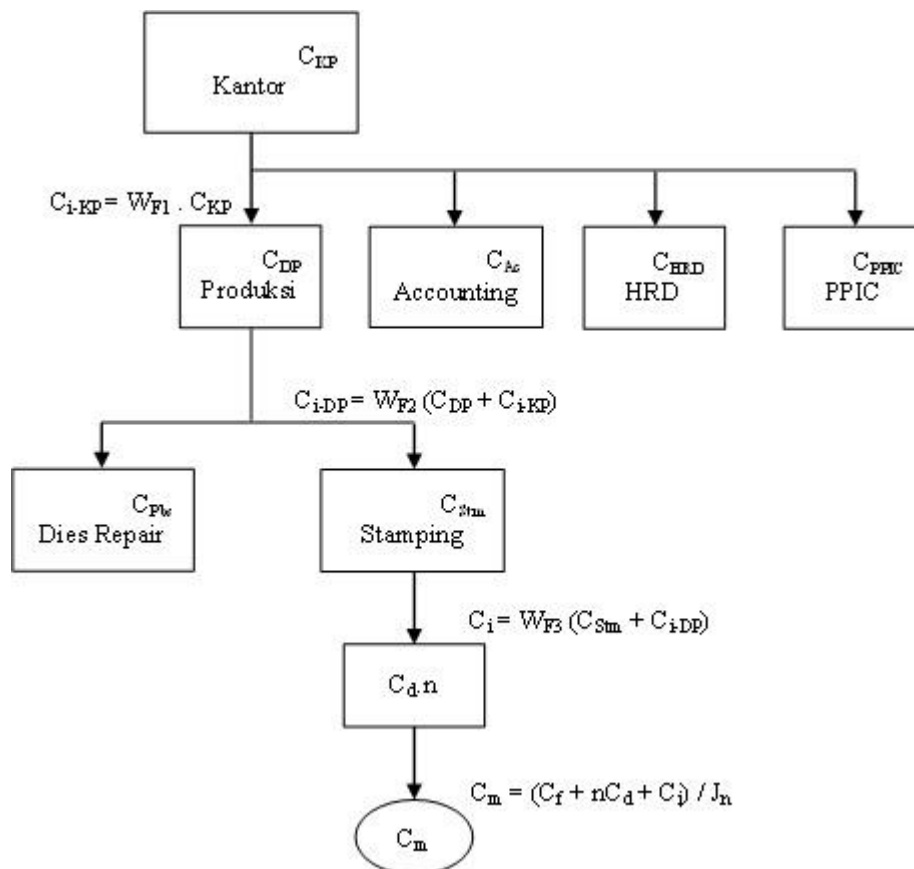 C_KP
Kantor
C_i-KP = W_F1 . C_KP
C_DP
Produksi
C_Ac
Accounting
C_HRD
HRD
C_PPIC
PPIC
C_i-DP = W_F2 (C_DP + C_i-KP)
Dies Repair
C_Stm
Stamping
C_i = W_F3 (C_Stm + C_i-DP)
C_d.n
C_m = (C_f + nC_d + C_i) / J_n
C_m